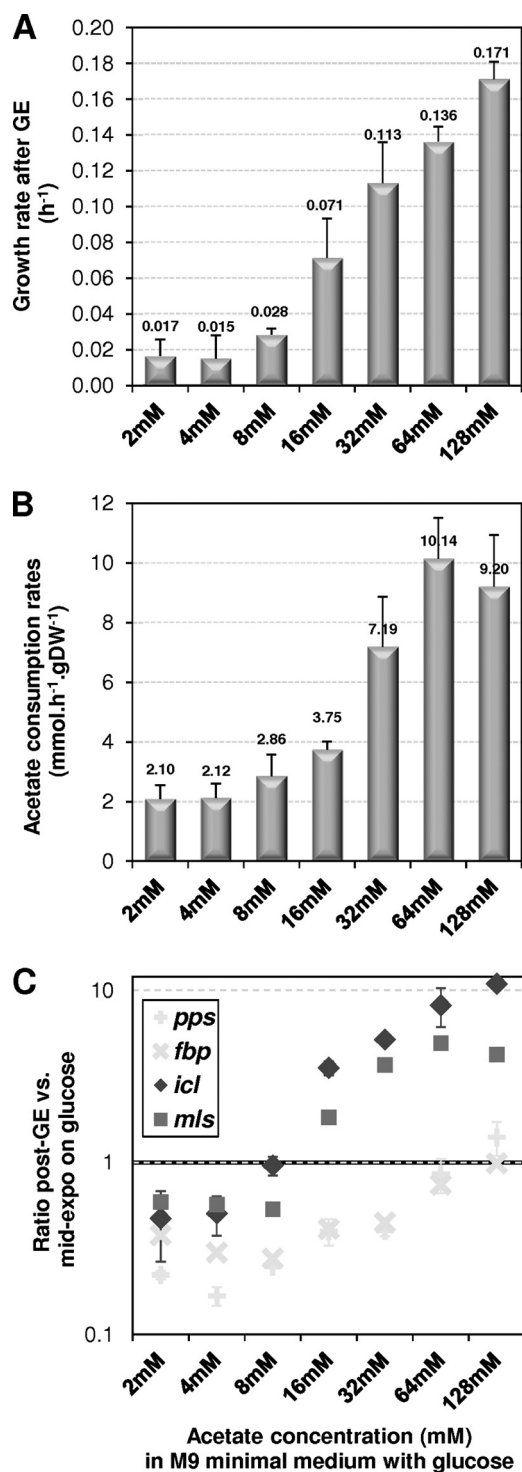 A
Growth rate after GE
(h⁻¹)
0.20
0.18
0.16
0.14
0.12
0.10
0.08
0.06
0.04
0.02
0.00
0.017
0.015
0.028
0.071
0.113
0.136
0.171
2mM
4mM
8mM
16mM
32mM
64mM
128mM
B
Acetate consumption rates
(mmol.h⁻¹.gDW⁻¹)
12
10
8
6
4
2
0
2.10
2.12
2.86
3.75
7.19
10.14
9.20
2mM
4mM
8mM
16mM
32mM
64mM
128mM
C
Ratio post-GE vs.
mid-expo on glucose
10
1
0.1
pps
fbp
icl
mls
2mM
4mM
8mM
16mM
32mM
64mM
128mM
Acetate concentration (mM)
in M9 minimal medium with glucose